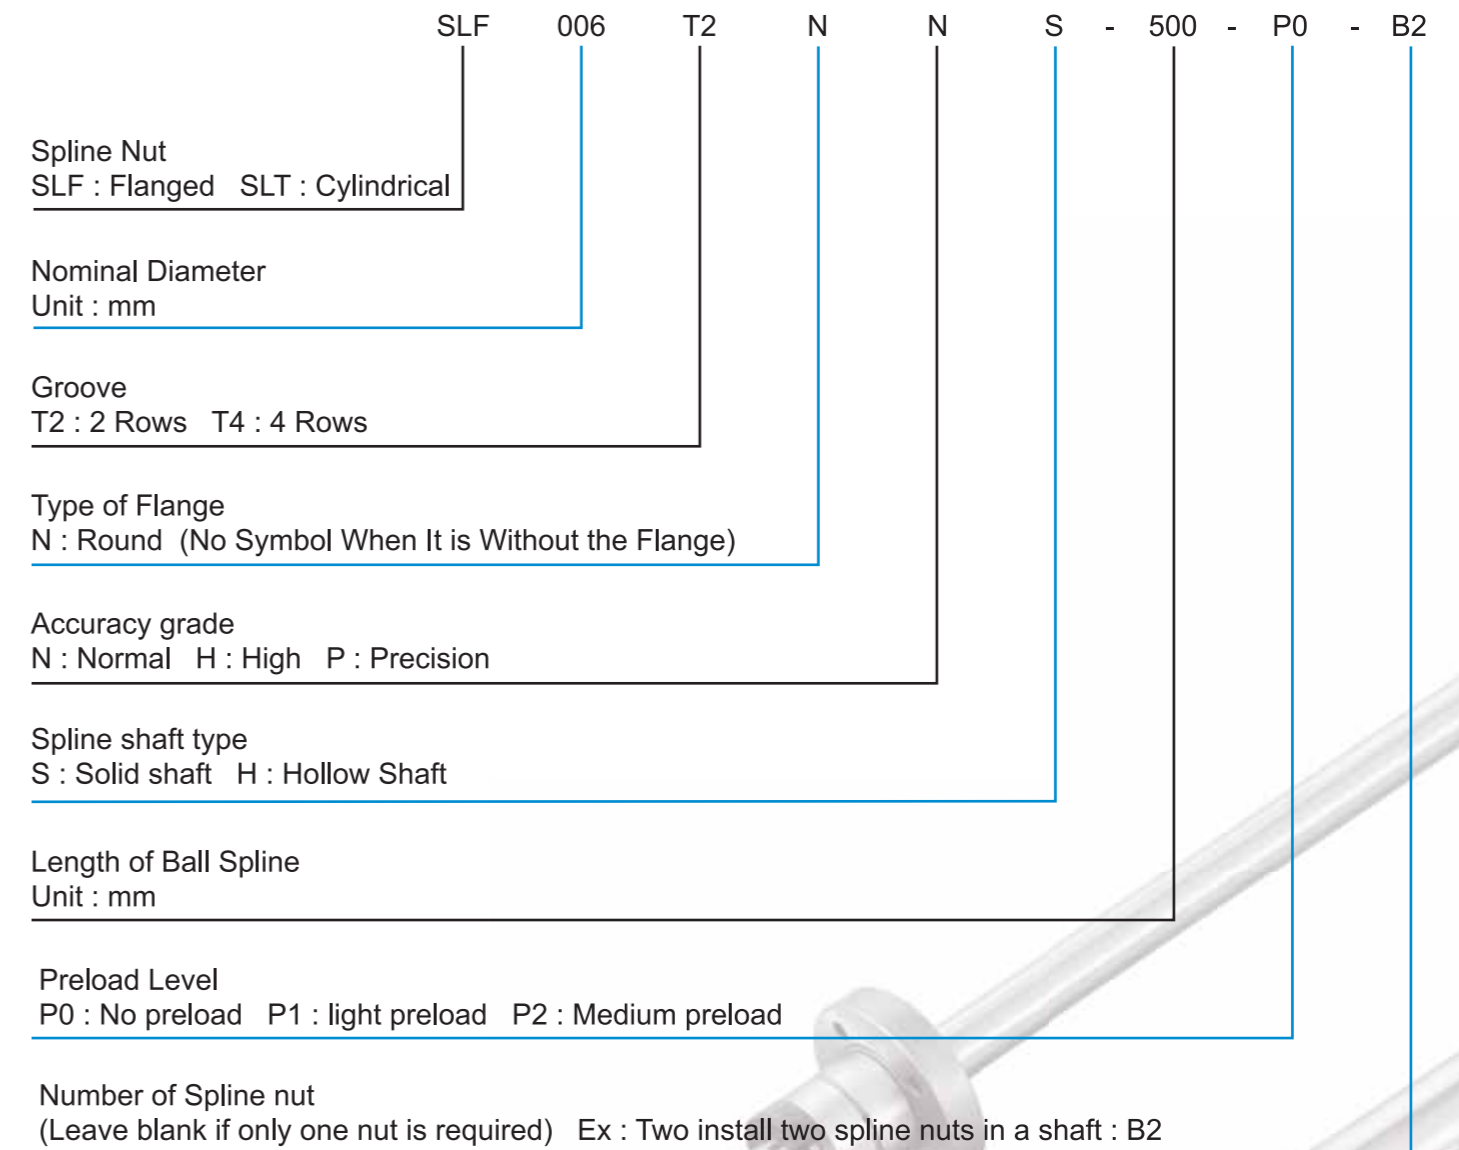 SLF 006 T2 N N S - 500 - P0 - B2
Spline Nut
SLF : Flanged SLT : Cylindrical
Nominal Diameter
Unit : mm
Groove
T2 : 2 Rows T4 : 4 Rows
Type of Flange
N : Round (No Symbol When It is Without the Flange)
Accuracy grade
N : Normal H : High P : Precision
Spline shaft type
S : Solid shaft H : Hollow Shaft
Length of Ball Spline
Unit : mm
Preload Level
P0 : No preload P1 : light preload P2 : Medium preload
Number of Spline nut
(Leave blank if only one nut is required) Ex : Two install two spline nuts in a shaft : B2